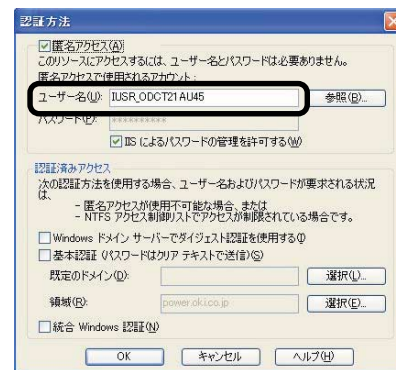 認証方法
匿名アクセス(A)
このリソースにアクセスするには、ユーザー名とパスワードは必要ありません。
匿名アクセスで使用されるアカウント:
ユーザー名(U): IUSR_ODCT21AU45 参照(B)...
パスワード(P): **********
IIS によるパスワードの管理を許可する(W)
認証済みアクセス
次の認証方法を使用する場合、ユーザー名およびパスワードが要求される状況
は、
- 匿名アクセスが使用不可能な場合、または
- NTFS アクセス制御リストでアクセスが制限されている場合です。
Windows ドメイン サーバーでダイジェスト認証を使用する(I)
基本認証 (パスワードはクリア テキストで送信)(S)
既定のドメイン(D): 選択(L)...
領域(R): power.oki.co.jp 選択(E)...
統合 Windows 認証(N)
OK キャンセル ヘルプ(H)